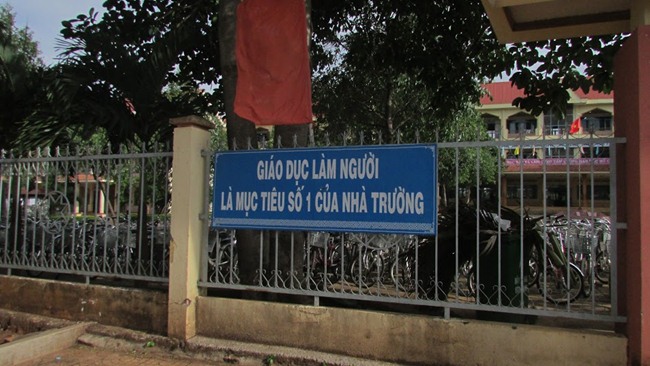 GIÁO DỤC LÀM NGƯỜI
LÀ MỤC TIÊU SỐ 1 CỦA NHÀ TRƯỜNG